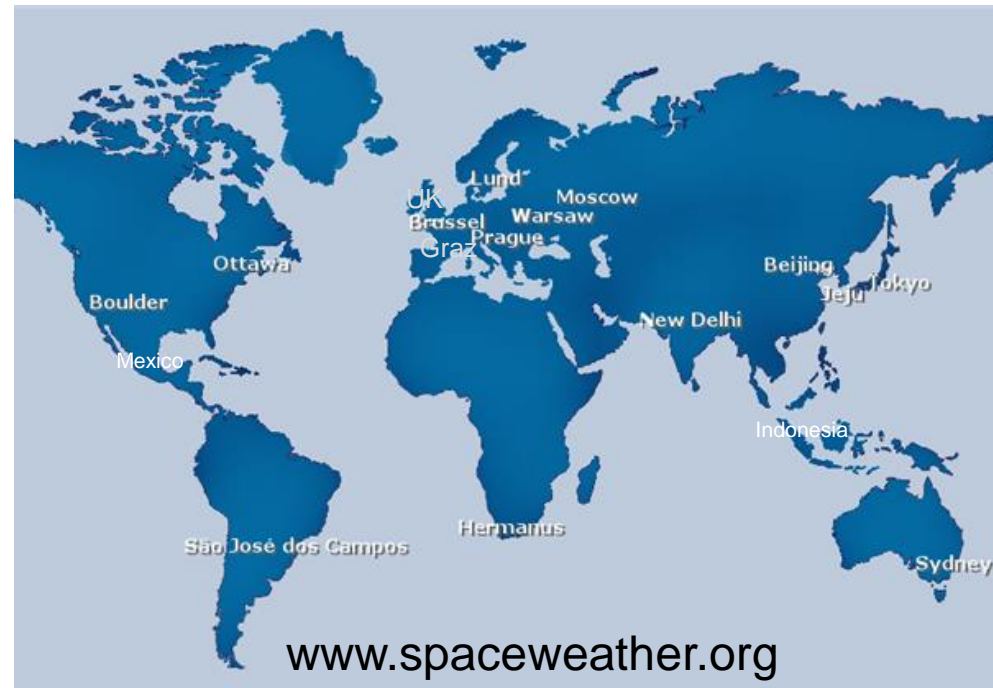 Lund
UK
Moscow
Brussel
Warsaw
Prague
Graz
Ottawa
Beijing
Tokyo
Jeju
Boulder
New Delhi
Mexico
Indonesia
Hermanus
São José dos Campos
Sydney
www.spaceweather.org